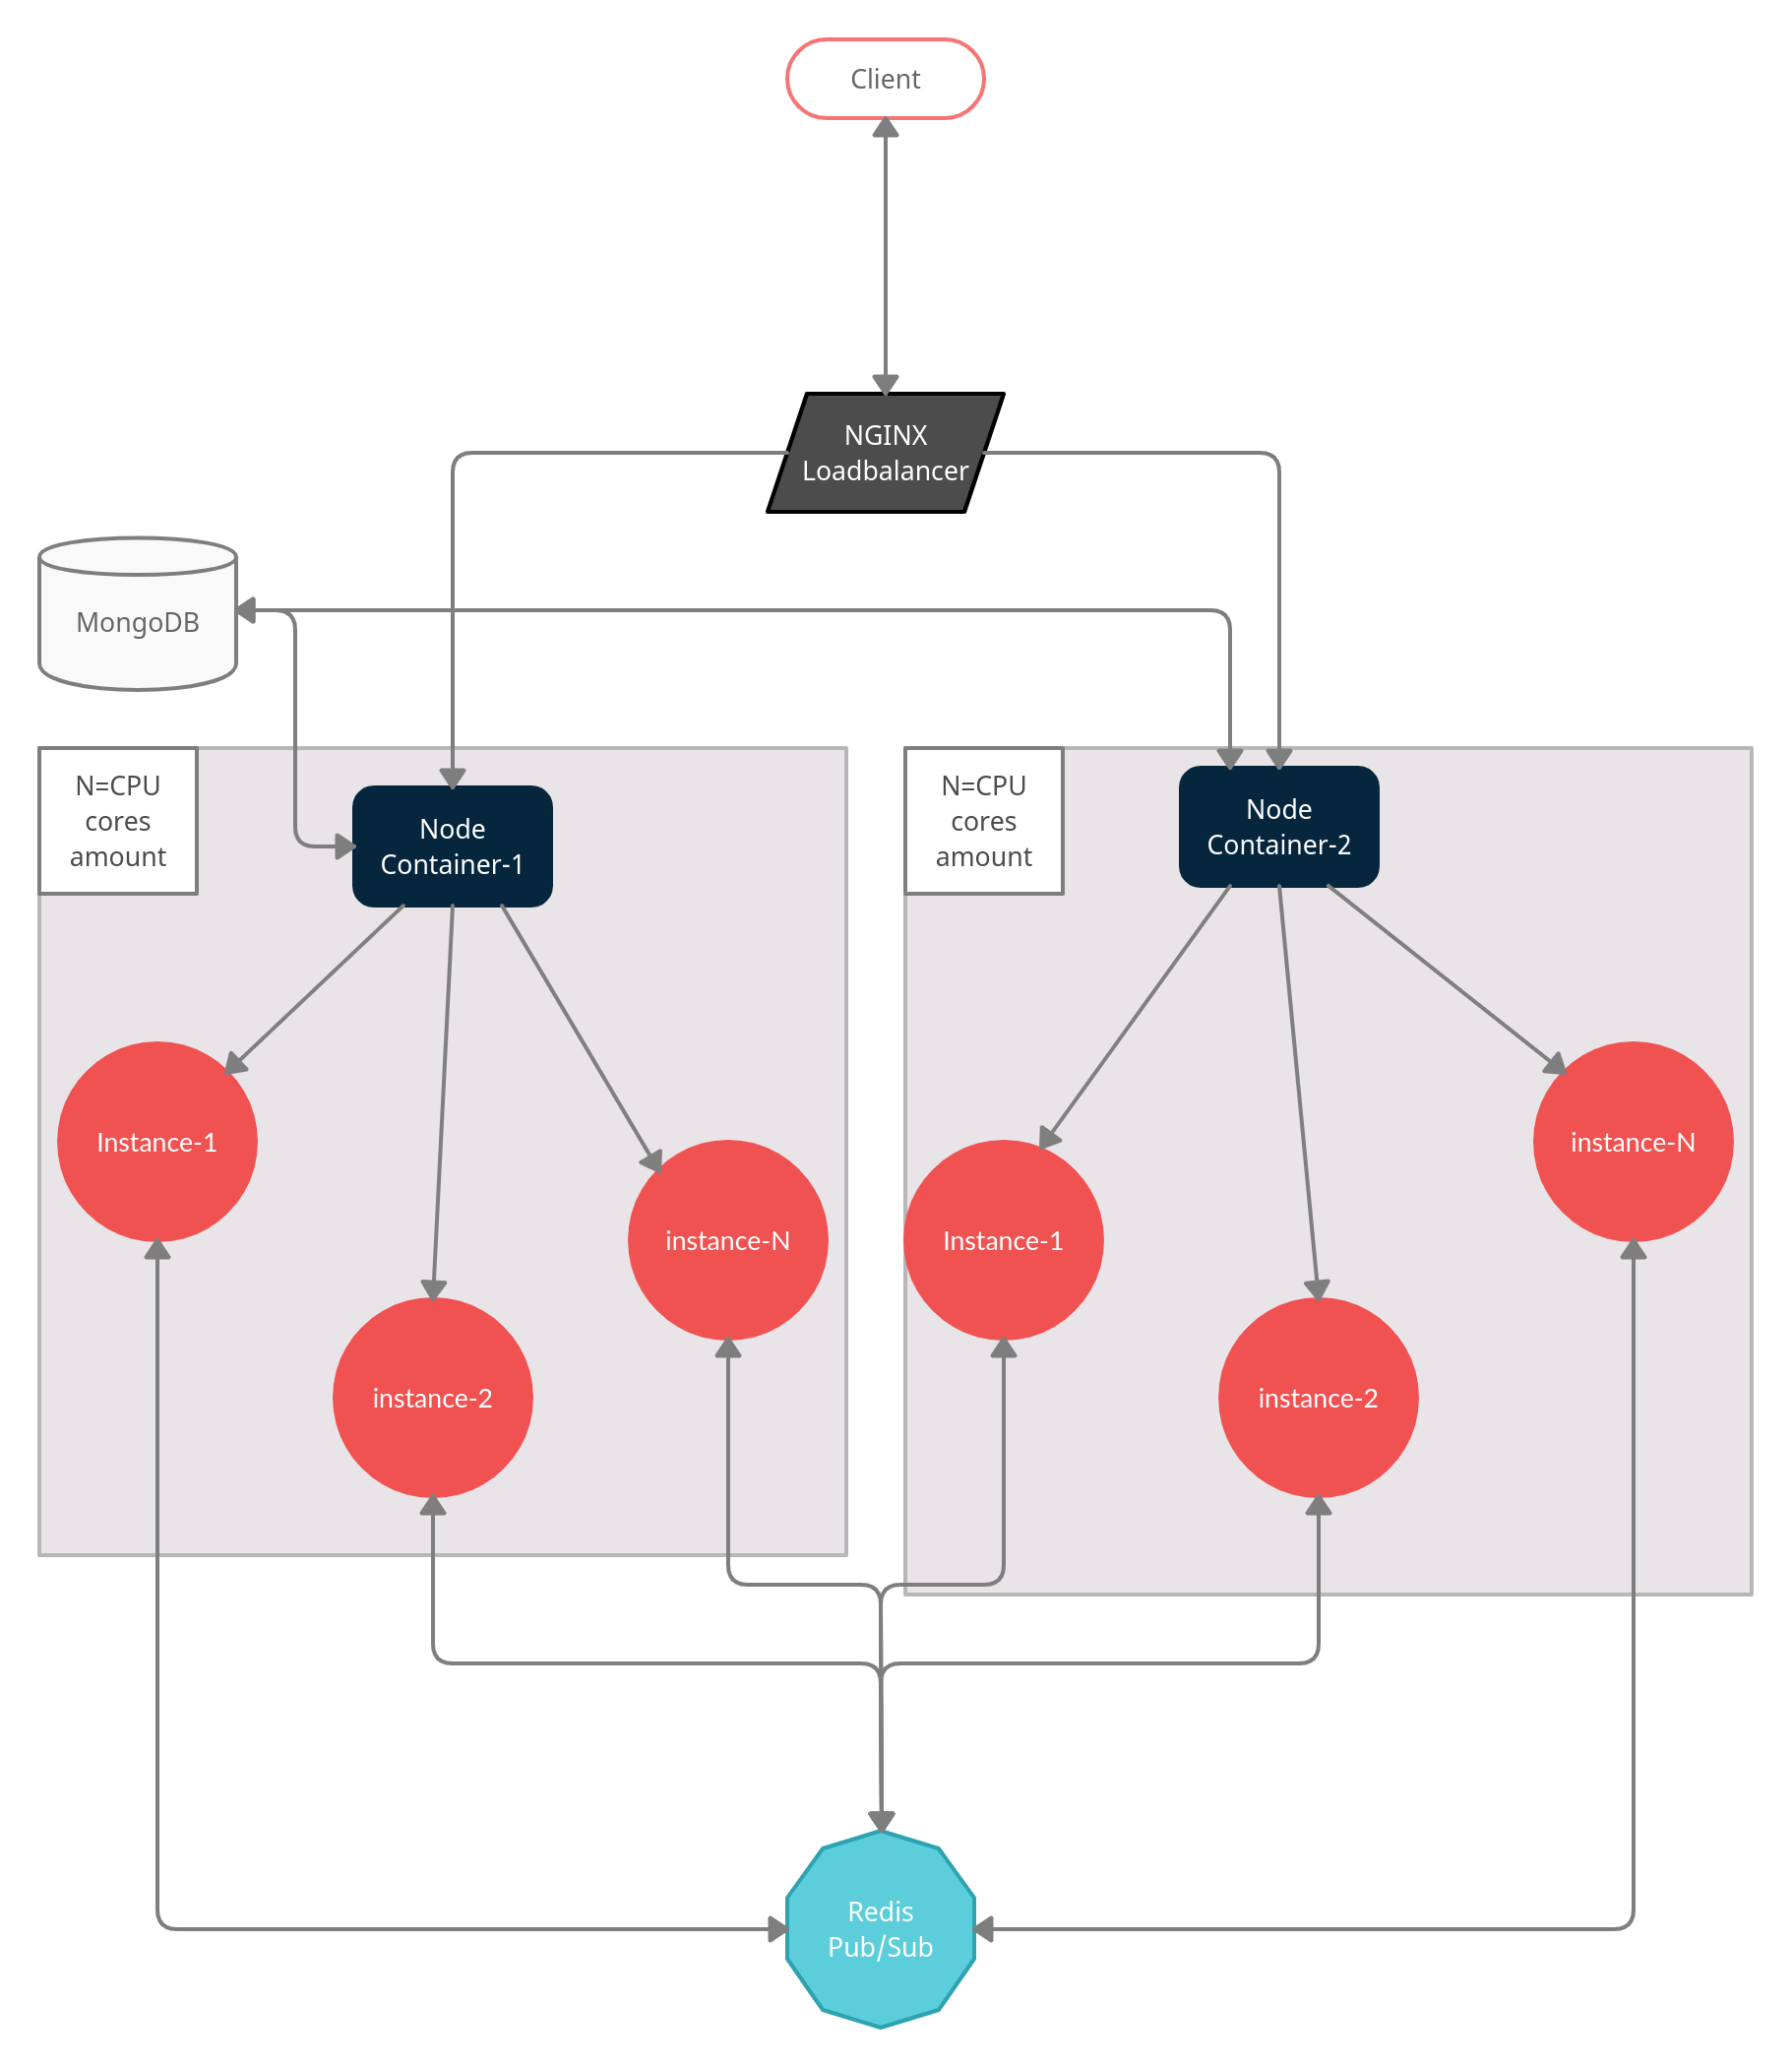 Client
NGINX
Loadbalancer
MongoDB
N=CPU
cores
amount
Node
Container-1
N=CPU
cores
amount
Node
Container-2
Instance-1
instance-2
instance-N
Instance-1
instance-2
instance-N
Redis
Pub/Sub